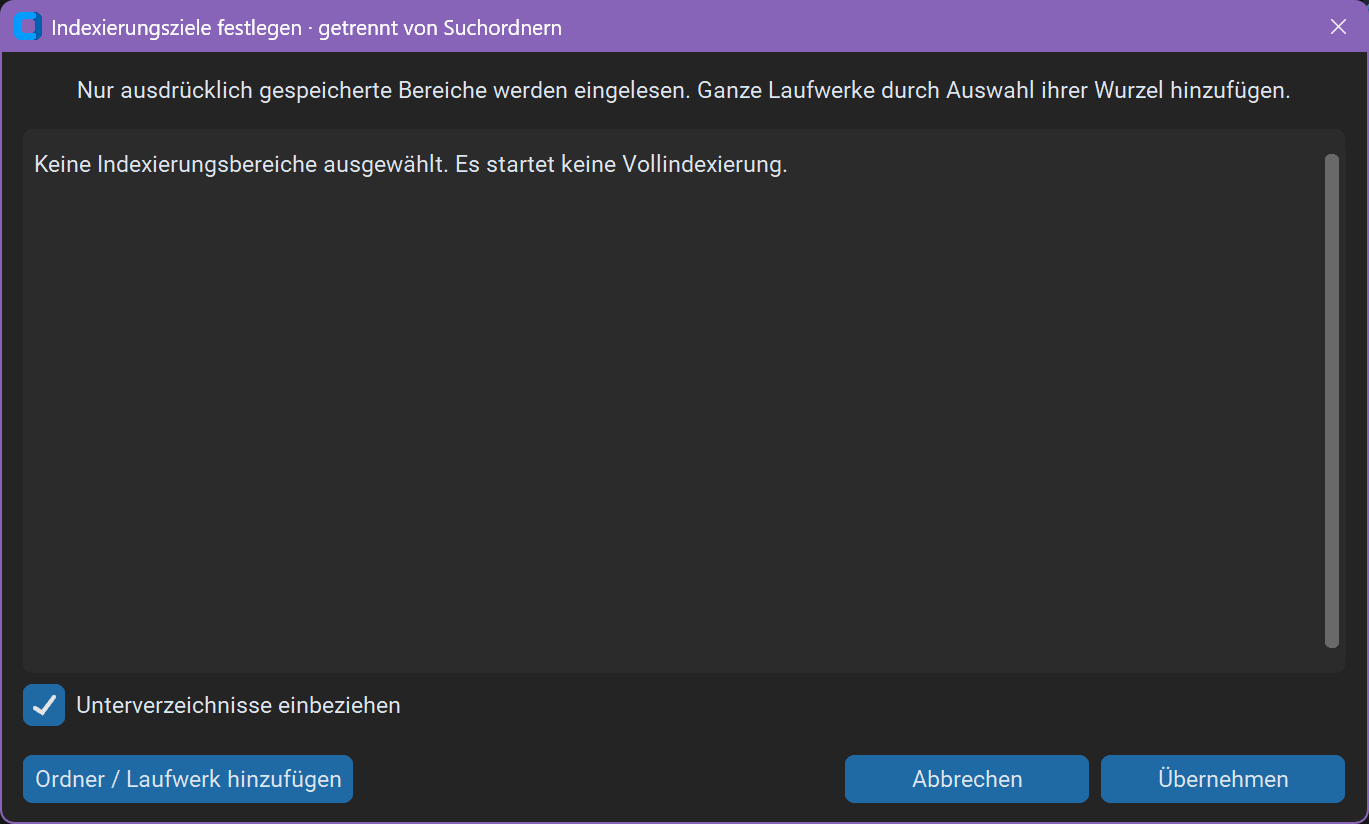 Indexierungsziele festlegen · getrennt von Suchordnern
Nur ausdrücklich gespeicherte Bereiche werden eingelesen. Ganze Laufwerke durch Auswahl ihrer Wurzel hinzufügen.
Keine Indexierungsbereiche ausgewählt. Es startet keine Vollindexierung.
Unterverzeichnisse einbeziehen
Ordner / Laufwerk hinzufügen
Abbrechen
Übernehmen